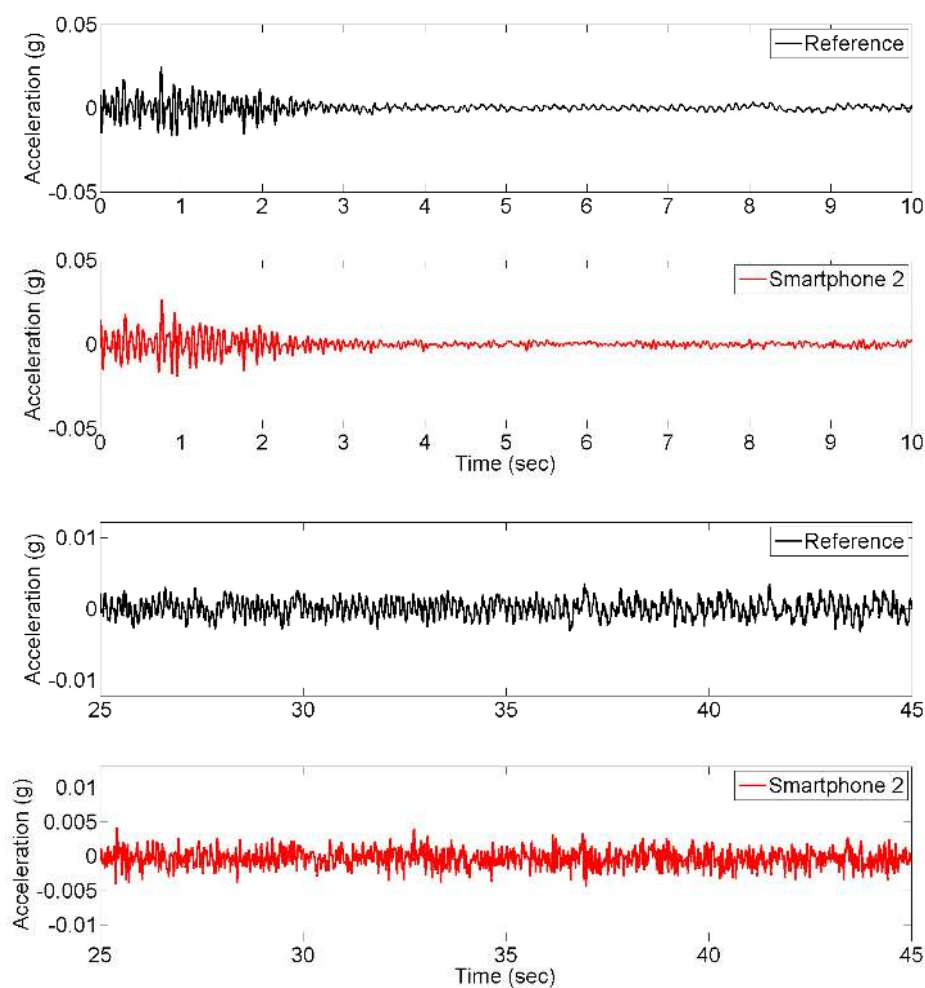 0.05
Acceleration (g)
Reference
0
-0.05
0 1 2 3 4 5 6 7 8 9 10
0.05
Acceleration (g)
Smartphone 2
0
-0.05
0 1 2 3 4 5 6 7 8 9 10
Time (sec)
0.01
Acceleration (g)
Reference
0
-0.01
25 30 35 40 45
0.01
Acceleration (g)
Smartphone 2
0.005
0
-0.005
-0.01
25 30 35 40 45
Time (sec)